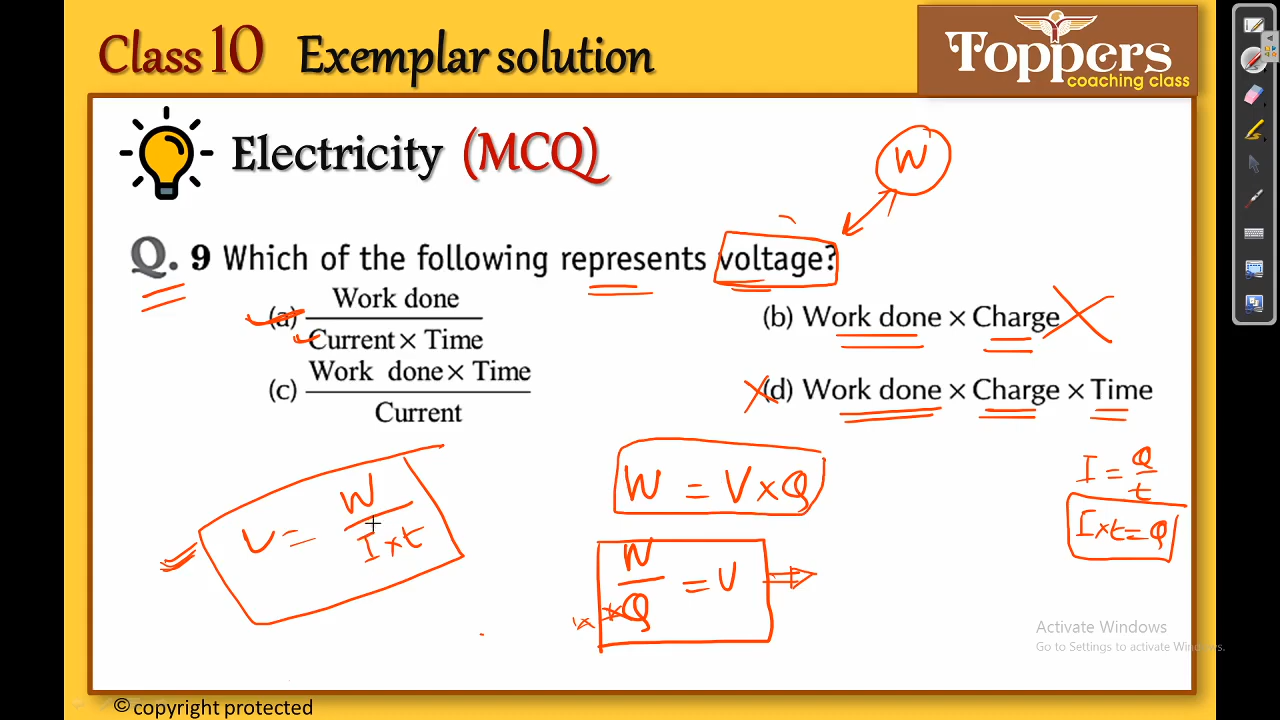 Class 10 Exemplar solution
Toppers
coaching class
Electricity (MCQ)
W
Q. 9 Which of the following represents voltage?
(a) Work done / Current × Time
(b) Work done × Charge
(c) Work done × Time / Current
(d) Work done × Charge × Time
I = Q/t
I×t = Q
W = V×Q
V = W/I×t
W/Q = V
Activate Windows
Go to Settings to activate Windows.
© copyright protected